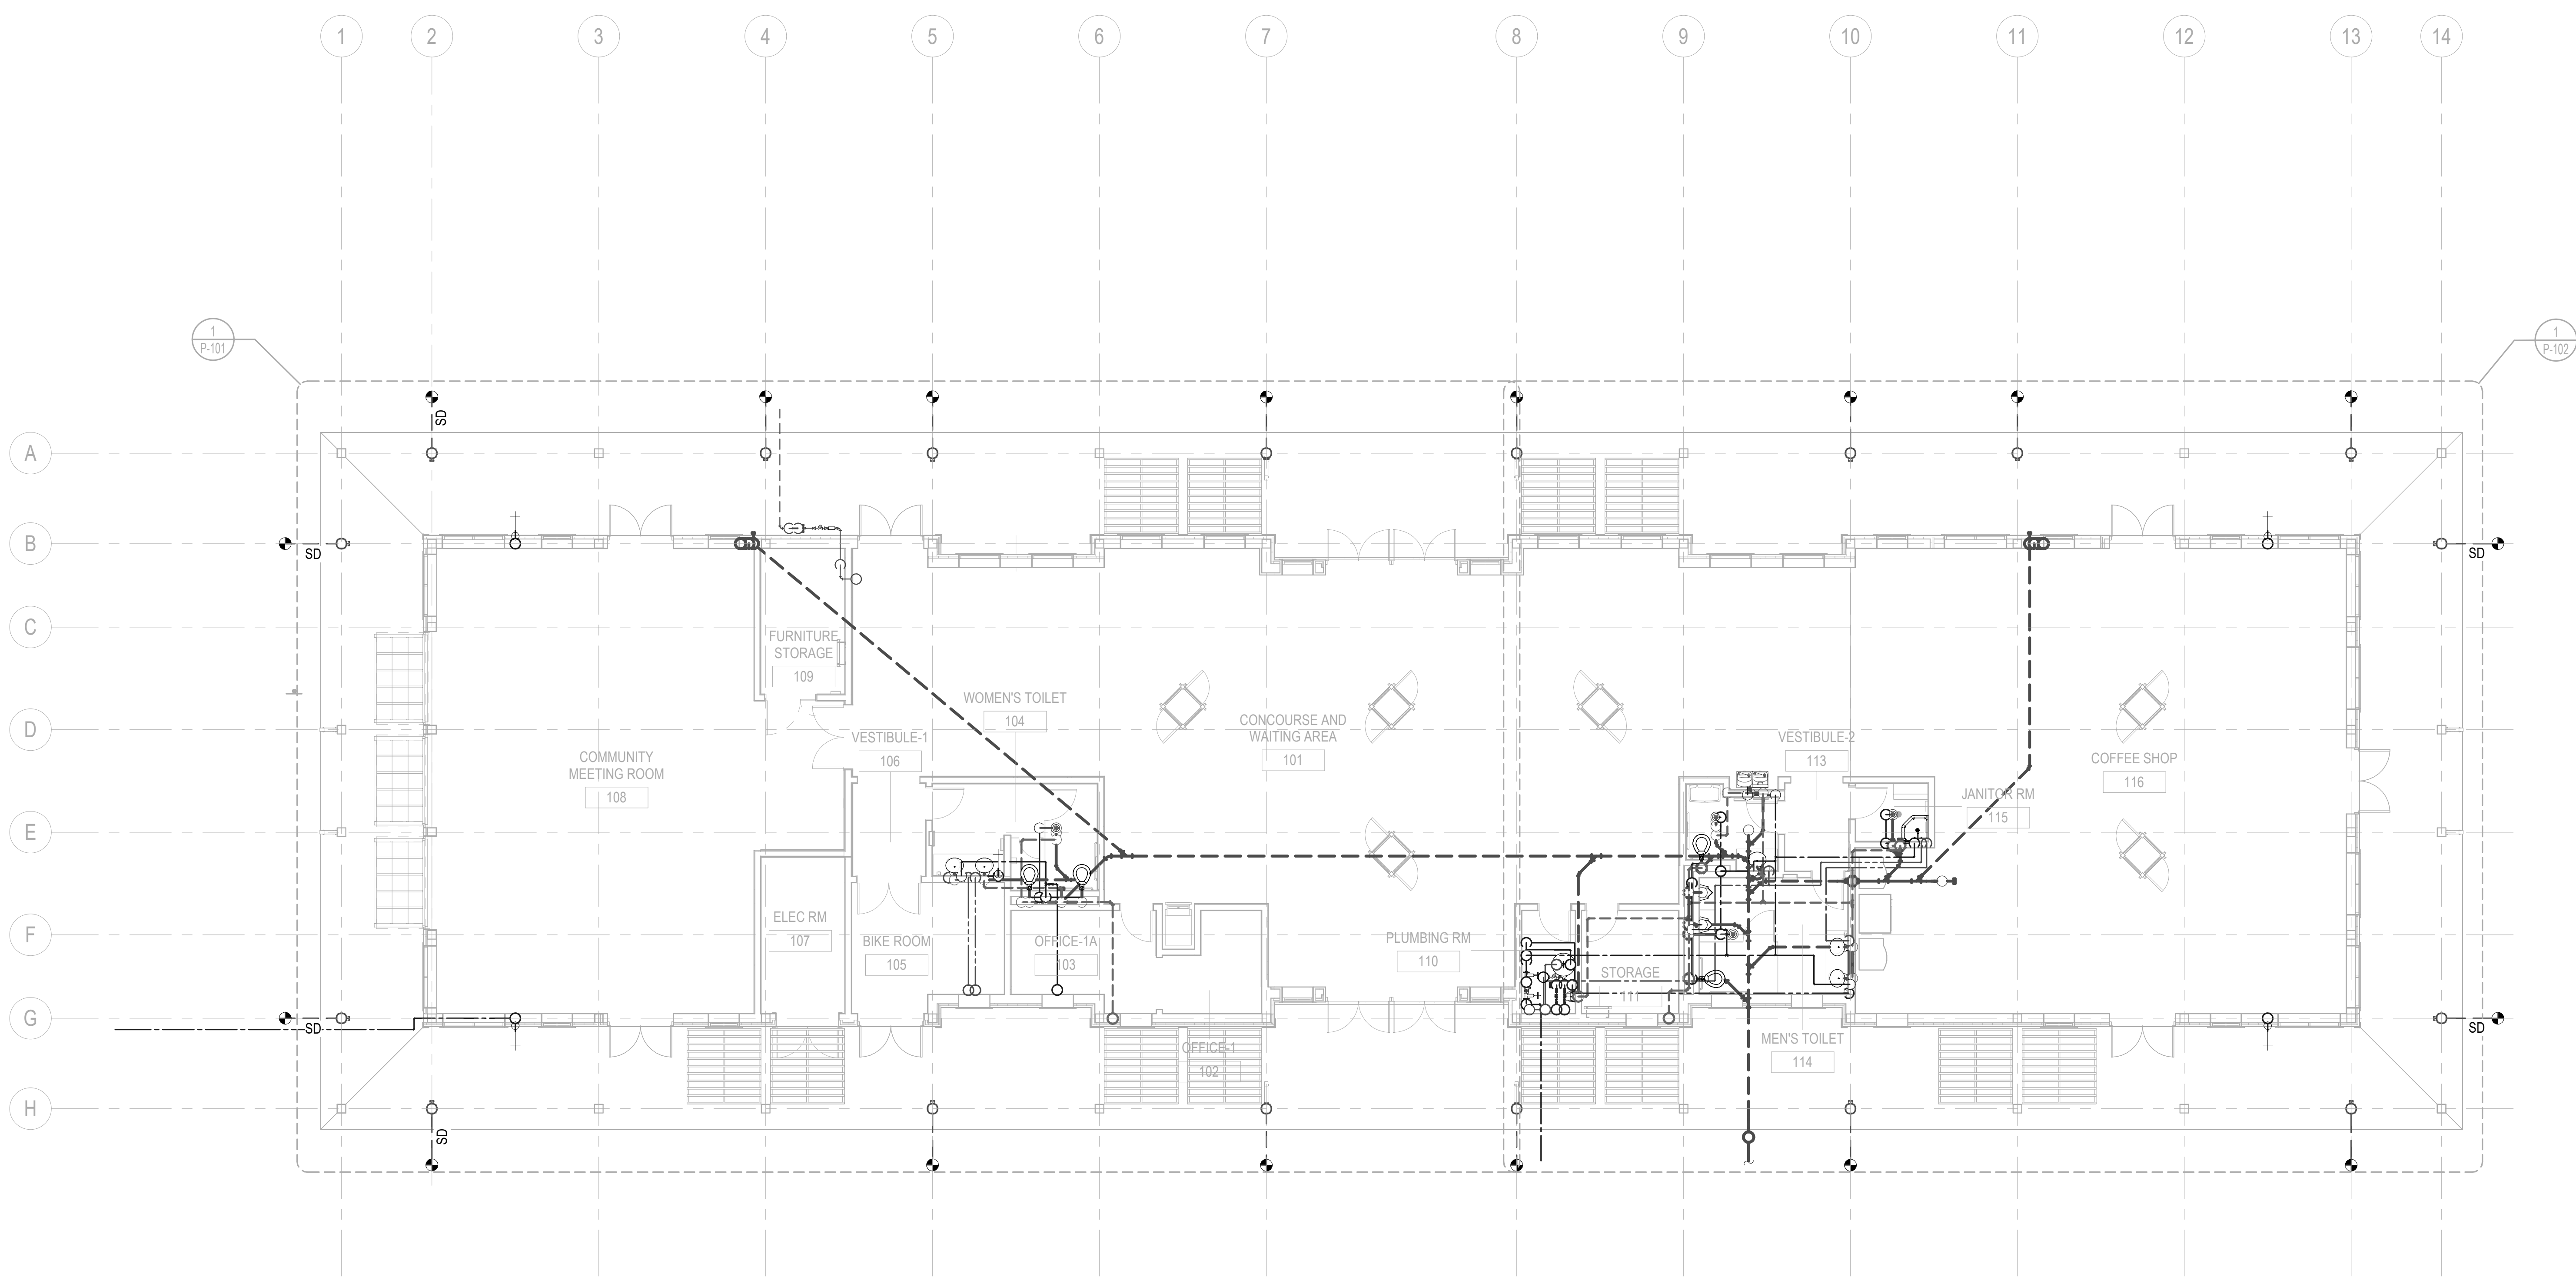 1 2 3 4 5 6 7 8 9 10 11 12 13 14
1
P-101
1
P-102
SD
A
B
SD
SD
C
FURNITURE
STORAGE
109
WOMEN'S TOILET
104
D
CONCOURSE AND
WAITING AREA
101
VESTIBULE-1
106
VESTIBULE-2
113
COMMUNITY
MEETING ROOM
108
COFFEE SHOP
116
JANITOR RM
115
E
ELEC RM
107
F
BIKE ROOM
105
OFFICE-1A
103
PLUMBING RM
110
STORAGE
111
G
SD
SD
MEN'S TOILET
114
OFFICE-1
102
H
SD